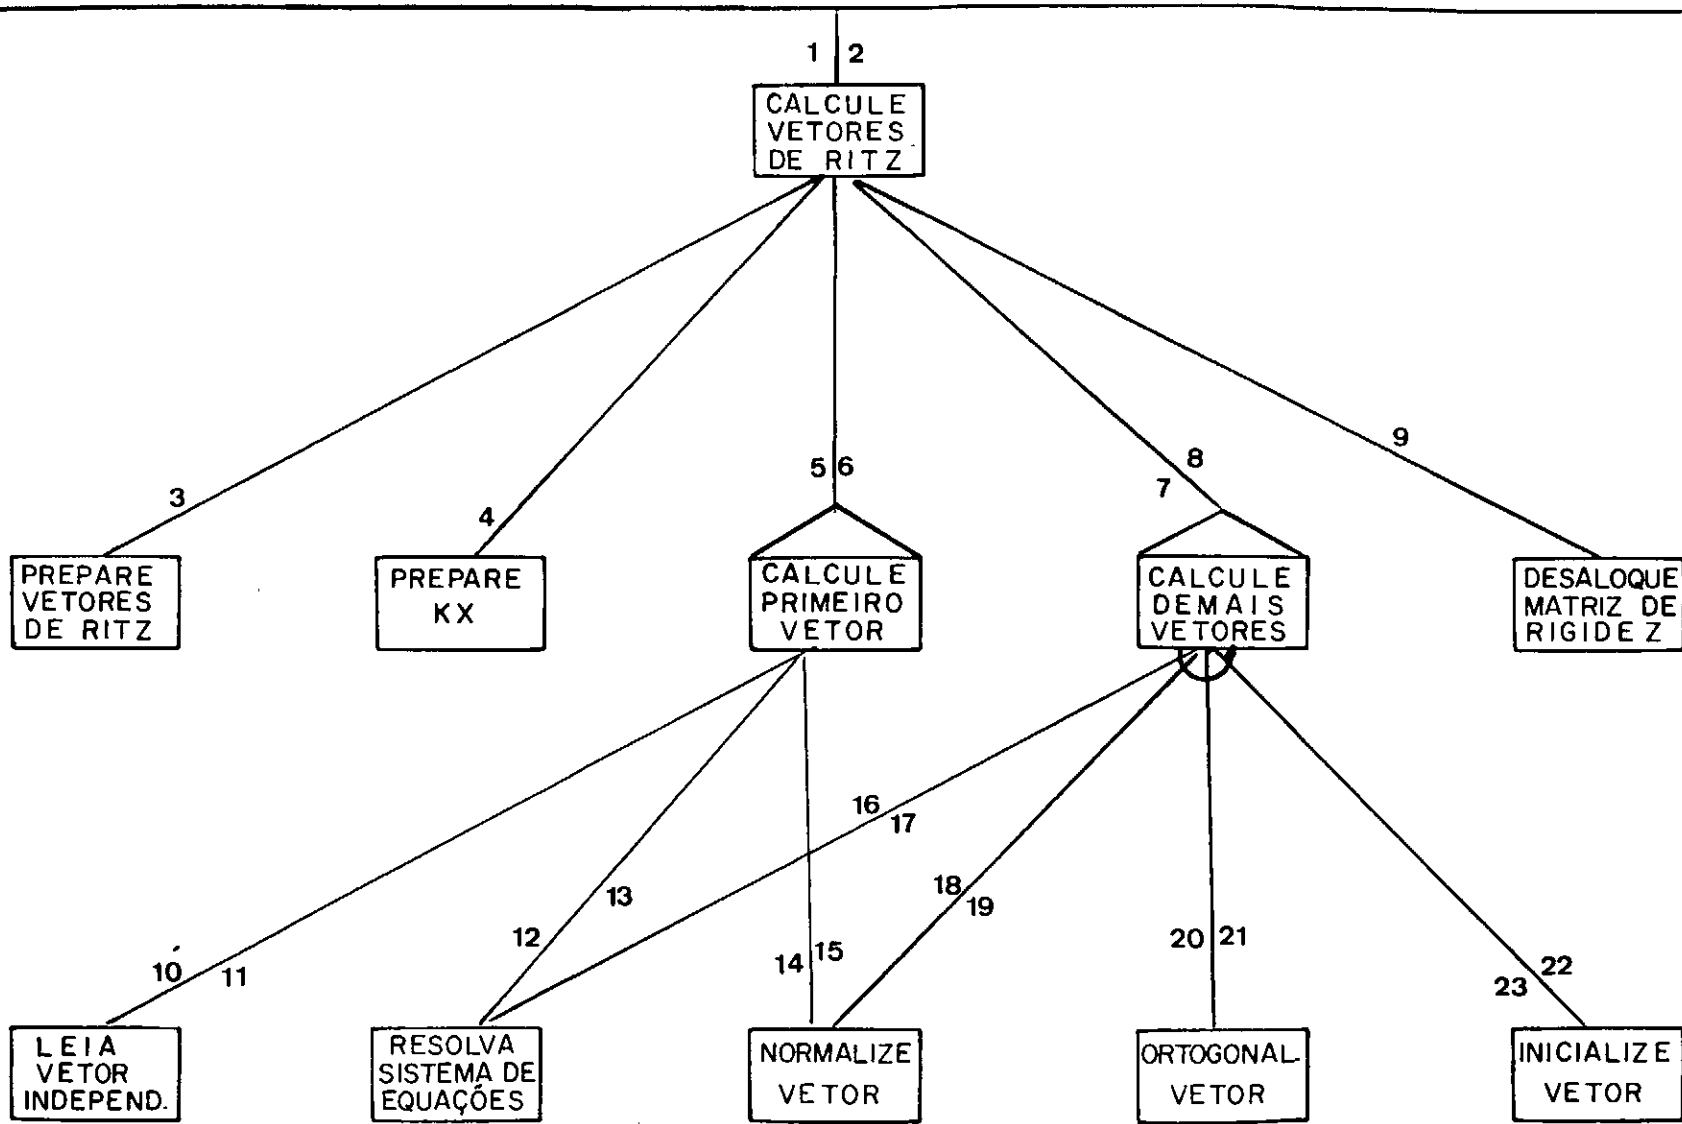 1 2
CALCULE
VETORES
DE RITZ
3
4
5 6
7 8
9
PREPARE
VETORES
DE RITZ
PREPARE
KX
CALCULE
PRIMEIRO
VETOR
CALCULE
DEMAIS
VETORES
DESALOQUE
MATRIZ DE
RIGIDEZ
10 11
12 13
14 15
16 17
18 19
20 21
22
23
LEIA
VETOR
INDEPEND.
RESOLVA
SISTEMA DE
EQUAÇÕES
NORMALIZE
VETOR
ORTOGONAL.
VETOR
INICIALIZE
VETOR